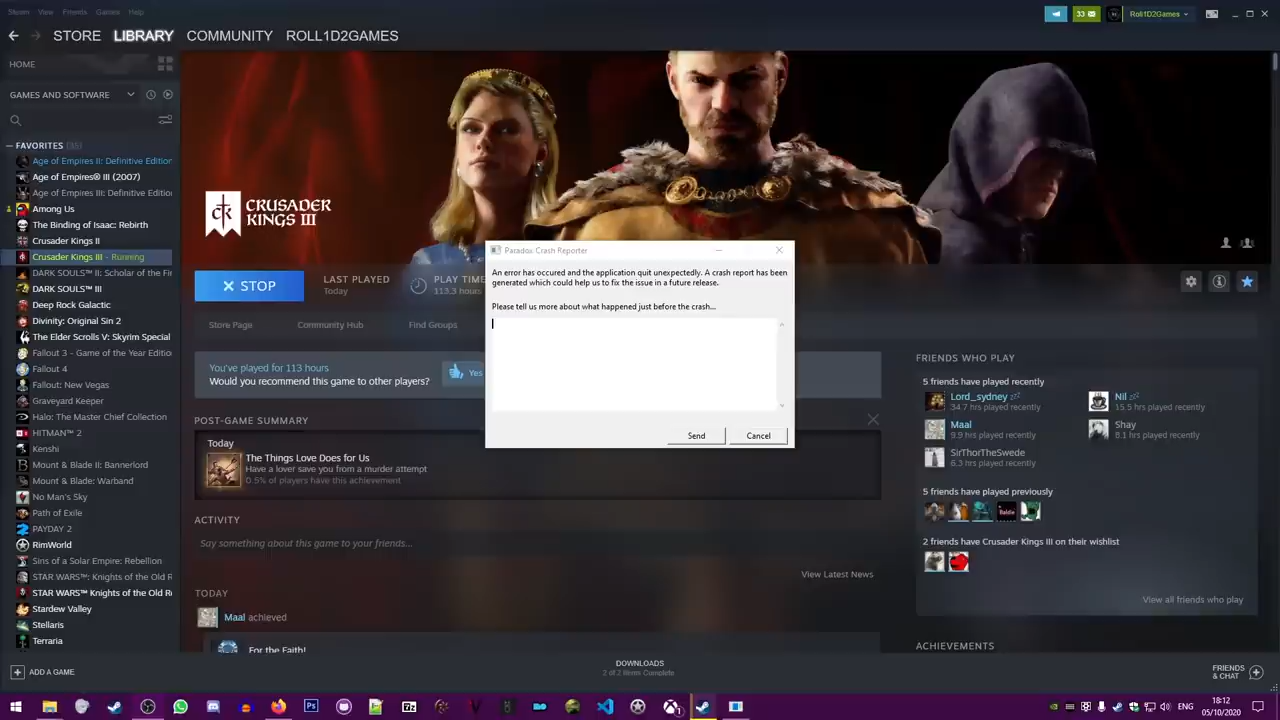 Steam View Friends Games Help
33
Roll1D2Games
STORE LIBRARY COMMUNITY ROLL1D2GAMES
HOME
GAMES AND SOFTWARE
FAVORITES (35)
Age of Empires II: Definitive Edition
Age of Empires® III (2007)
Age of Empires III: Definitive Editio
Among Us
The Binding of Isaac: Rebirth
Crusader Kings II
Crusader Kings III - Running
DARK SOULS™ II: Scholar of the Fir
DARK SOULS™ III
Deep Rock Galactic
Divinity: Original Sin 2
The Elder Scrolls V: Skyrim Special
Fallout 3 - Game of the Year Edition
Fallout 4
Fallout: New Vegas
Graveyard Keeper
Halo: The Master Chief Collection
HITMAN™ 2
Kenshi
Mount & Blade II: Bannerlord
Mount & Blade: Warband
No Man's Sky
Path of Exile
PAYDAY 2
RimWorld
Sins of a Solar Empire: Rebellion
STAR WARS™: Knights of the Old R
STAR WARS™ Knights of the Old Re
Stardew Valley
Stellaris
Terraria
ADD A GAME
CRUSADER
KINGS III
STOP
LAST PLAYED
Today
PLAY TIME
113.3 hours
Store Page Community Hub Find Groups
You've played for 113 hours
Would you recommend this game to other players?
Yes
POST-GAME SUMMARY
Today
The Things Love Does for Us
Have a lover save you from a murder attempt
0.5% of players have this achievement
ACTIVITY
Say something about this game to your friends...
View Latest News
TODAY
Maal achieved
For the Faith!
Paradox Crash Reporter
An error has occured and the application quit unexpectedly. A crash report has been
generated which could help us to fix the issue in a future release.
Please tell us more about what happened just before the crash...
Send Cancel
FRIENDS WHO PLAY
5 friends have played recently
Lord_sydney
34.7 hrs played recently
Nil
15.5 hrs played recently
Maal
9.9 hrs played recently
Shay
8.1 hrs played recently
SirThorTheSwede
6.3 hrs played recently
5 friends have played previously
Baldie
2 friends have Crusader Kings III on their wishlist
View all friends who play
ACHIEVEMENTS
DOWNLOADS
2 of 2 Items Complete
FRIENDS
& CHAT
ENG
18:12
05/10/2020